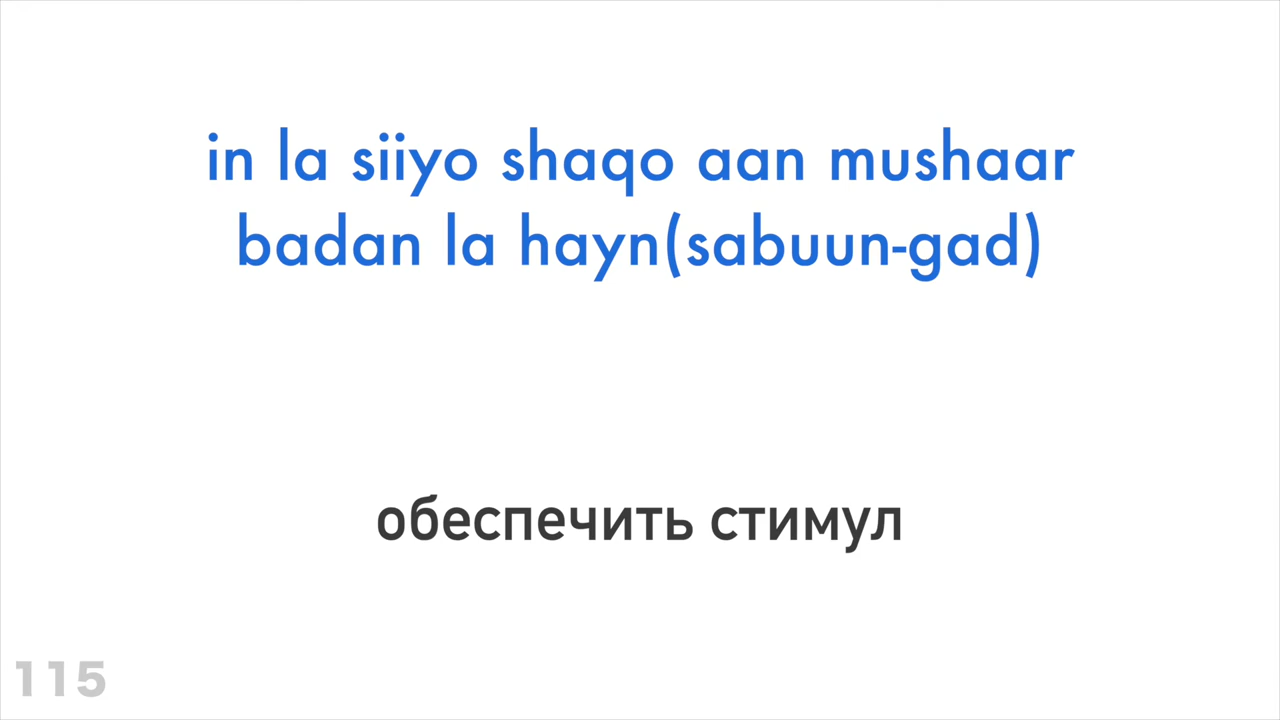 in la siiyo shaqo aan mushaar
badan la hayn(sabuun-gad)
обеспечить стимул
115